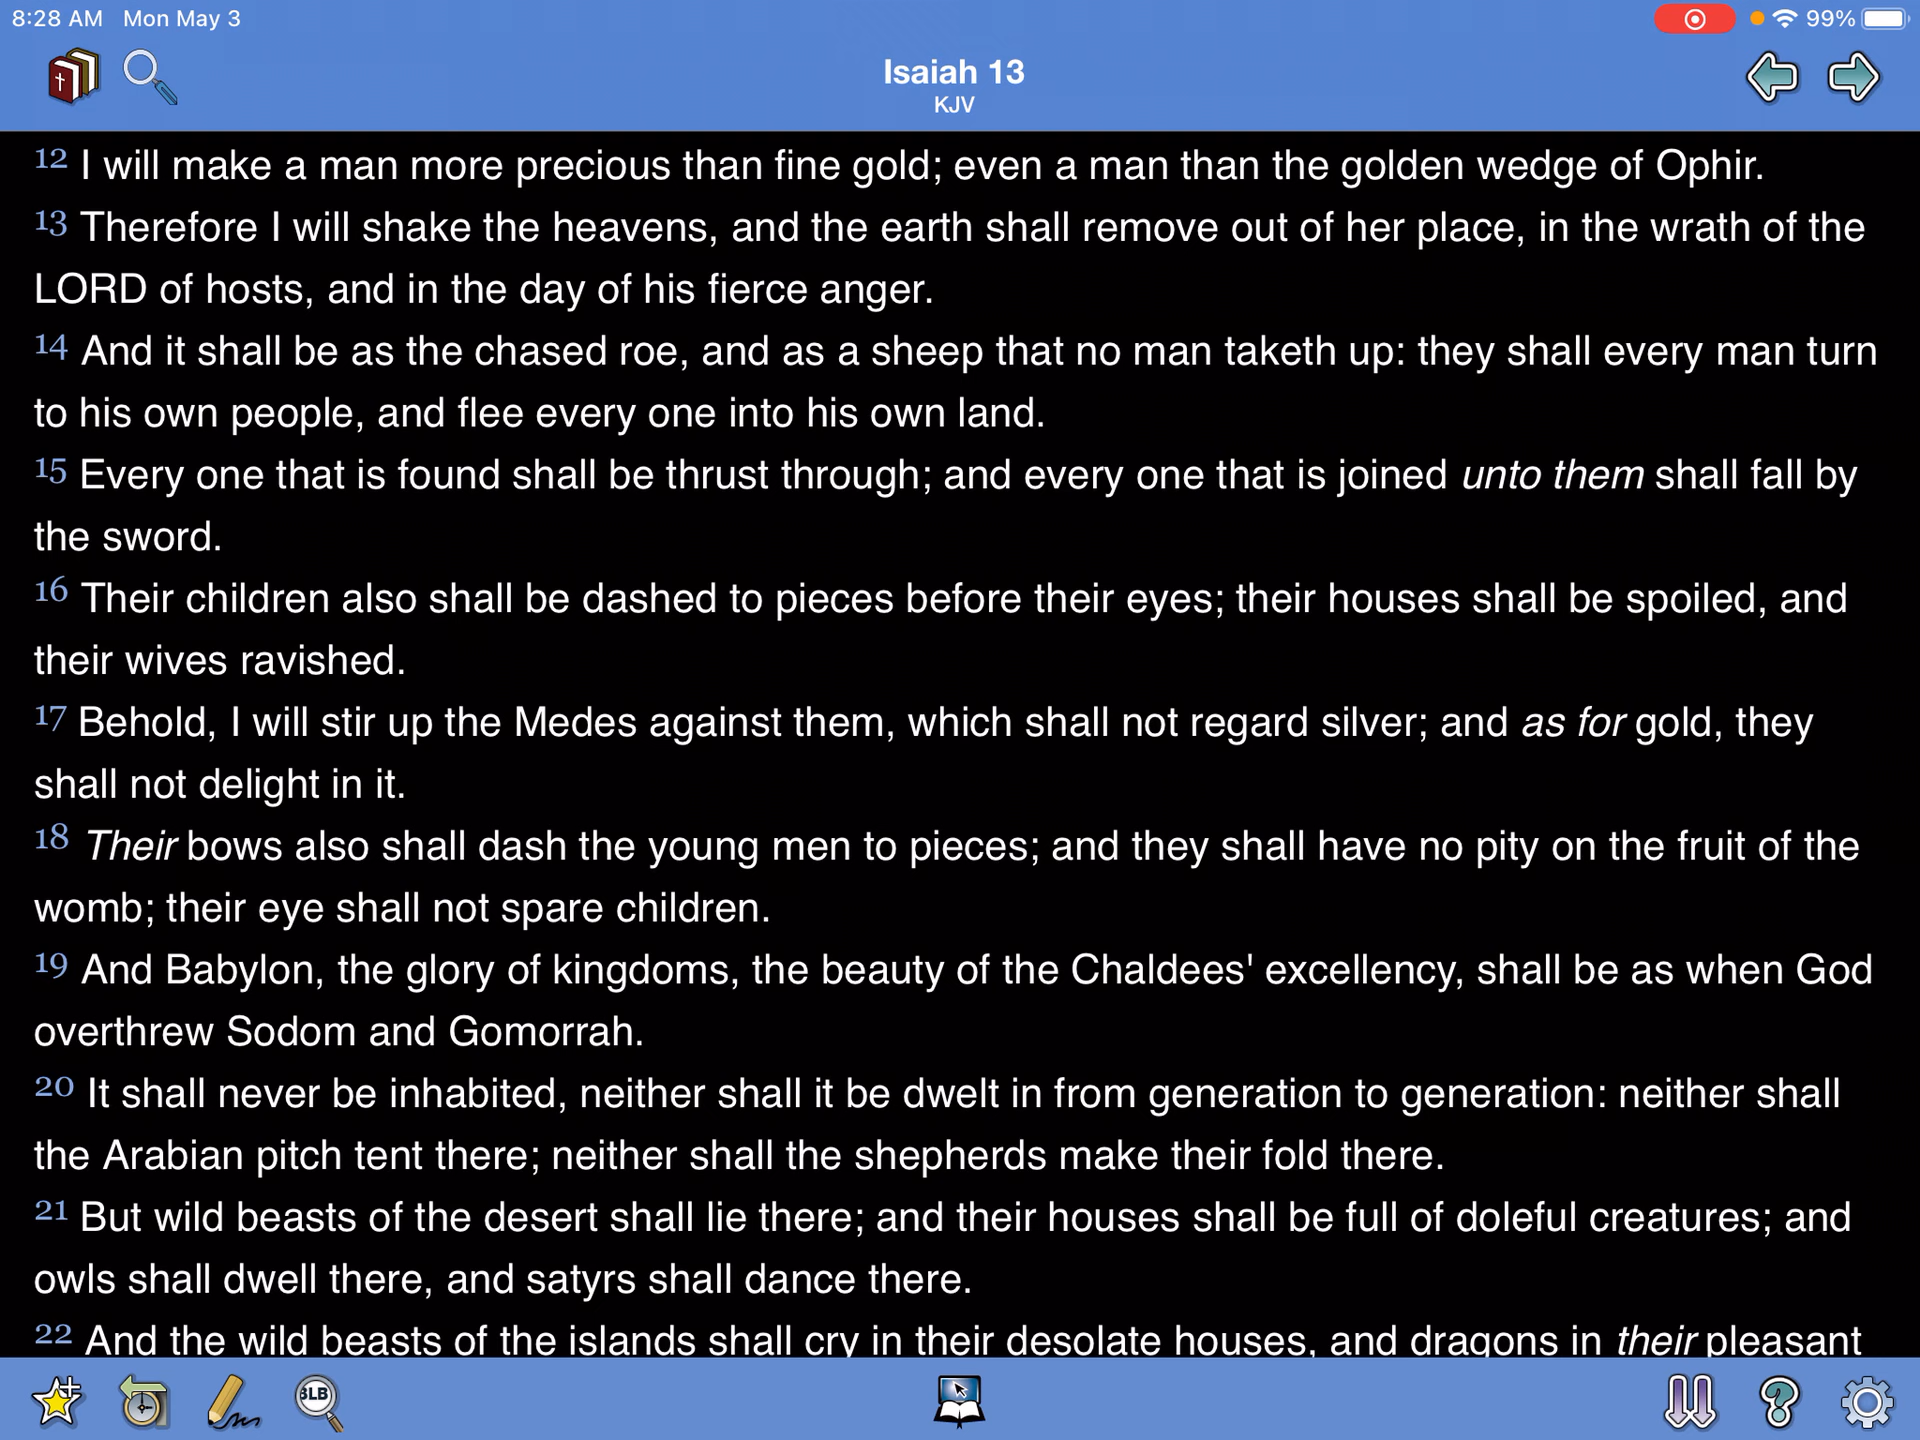 8:28 AM Mon May 3
99%
Isaiah 13
KJV
12 I will make a man more precious than fine gold; even a man than the golden wedge of Ophir.
13 Therefore I will shake the heavens, and the earth shall remove out of her place, in the wrath of the
LORD of hosts, and in the day of his fierce anger.
14 And it shall be as the chased roe, and as a sheep that no man taketh up: they shall every man turn
to his own people, and flee every one into his own land.
15 Every one that is found shall be thrust through; and every one that is joined unto them shall fall by
the sword.
16 Their children also shall be dashed to pieces before their eyes; their houses shall be spoiled, and
their wives ravished.
17 Behold, I will stir up the Medes against them, which shall not regard silver; and as for gold, they
shall not delight in it.
18 Their bows also shall dash the young men to pieces; and they shall have no pity on the fruit of the
womb; their eye shall not spare children.
19 And Babylon, the glory of kingdoms, the beauty of the Chaldees' excellency, shall be as when God
overthrew Sodom and Gomorrah.
20 It shall never be inhabited, neither shall it be dwelt in from generation to generation: neither shall
the Arabian pitch tent there; neither shall the shepherds make their fold there.
21 But wild beasts of the desert shall lie there; and their houses shall be full of doleful creatures; and
owls shall dwell there, and satyrs shall dance there.
22 And the wild beasts of the islands shall cry in their desolate houses, and dragons in their pleasant
BLB